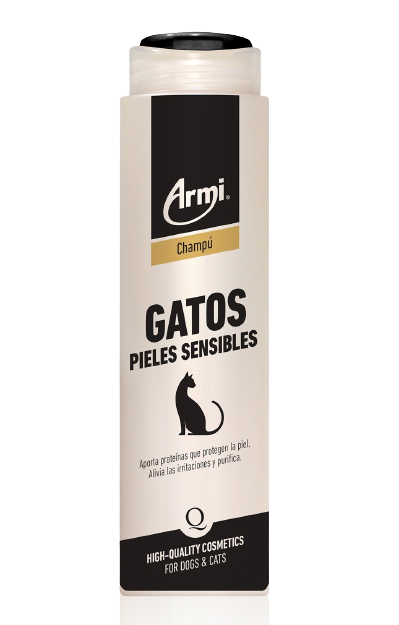 Armi®
Champú
GATOS
PIELES SENSIBLES
Aporta proteínas que protegen la piel.
Alivia las irritaciones y purifica.
Q
HIGH-QUALITY COSMETICS
FOR DOGS & CATS